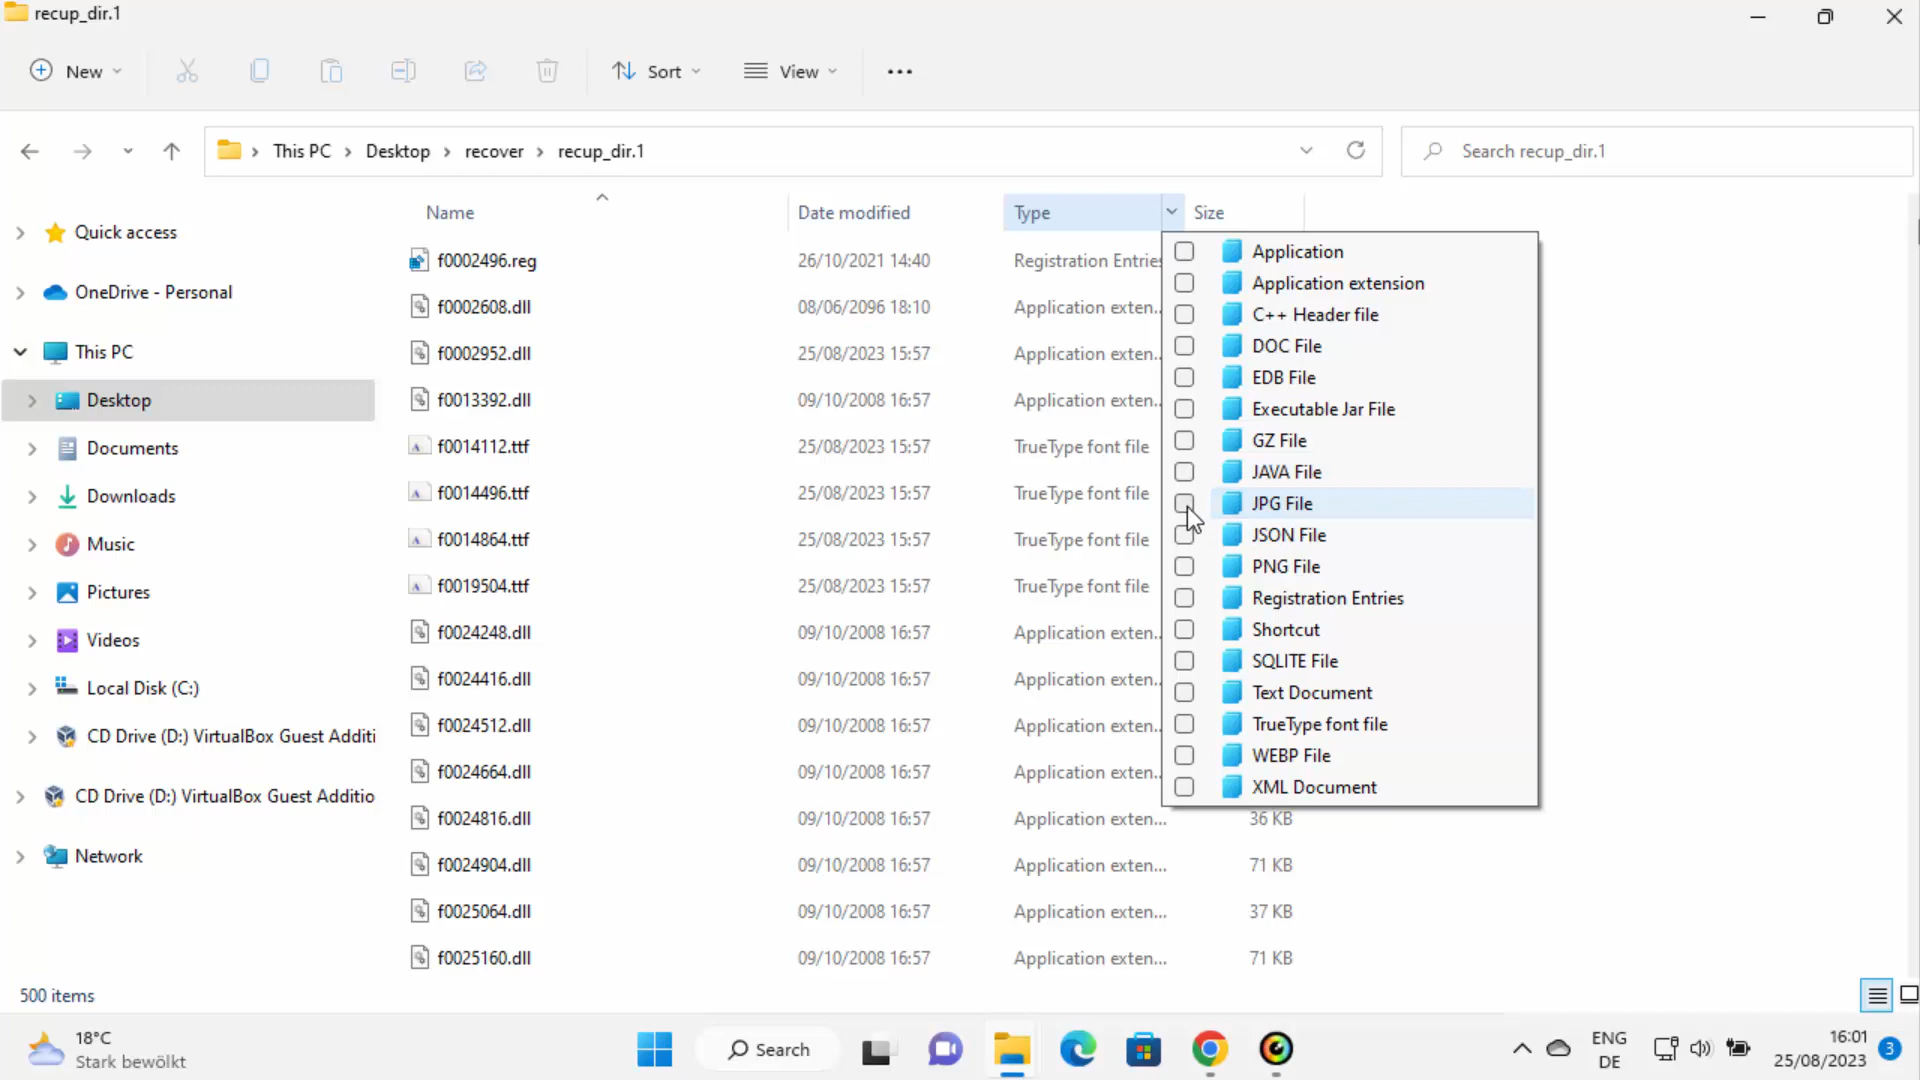 recup_dir.1
New
Sort
View
This PC
Desktop
recover
recup_dir.1
Search recup_dir.1
Name
Date modified
Type
Size
Quick access
OneDrive - Personal
This PC
Desktop
Documents
Downloads
Music
Pictures
Videos
Local Disk (C:)
CD Drive (D:) VirtualBox Guest Additi
CD Drive (D:) VirtualBox Guest Additio
Network
f0002496.reg 26/10/2021 14:40 Registration Entries
f0002608.dll 08/06/2096 18:10 Application exten..
f0002952.dll 25/08/2023 15:57 Application exten..
f0013392.dll 09/10/2008 16:57 Application exten..
f0014112.ttf 25/08/2023 15:57 TrueType font file
f0014496.ttf 25/08/2023 15:57 TrueType font file
f0014864.ttf 25/08/2023 15:57 TrueType font file
f0019504.ttf 25/08/2023 15:57 TrueType font file
f0024248.dll 09/10/2008 16:57 Application exten..
f0024416.dll 09/10/2008 16:57 Application exten..
f0024512.dll 09/10/2008 16:57 Application exten..
f0024664.dll 09/10/2008 16:57 Application exten..
f0024816.dll 09/10/2008 16:57 Application exten... 36 KB
f0024904.dll 09/10/2008 16:57 Application exten... 71 KB
f0025064.dll 09/10/2008 16:57 Application exten... 37 KB
f0025160.dll 09/10/2008 16:57 Application exten... 71 KB
Application
Application extension
C++ Header file
DOC File
EDB File
Executable Jar File
GZ File
JAVA File
JPG File
JSON File
PNG File
Registration Entries
Shortcut
SQLITE File
Text Document
TrueType font file
WEBP File
XML Document
500 items
18°C
Stark bewölkt
Search
ENG
DE
16:01
25/08/2023
3